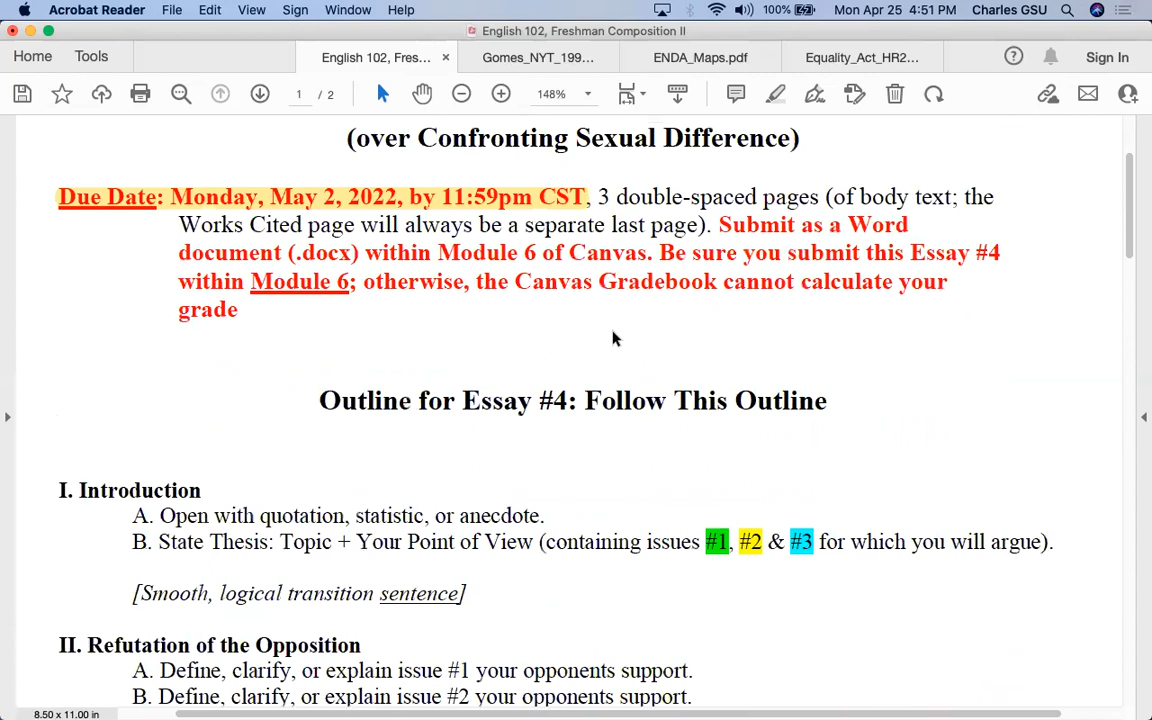 Acrobat Reader File Edit View Sign Window Help 100% Mon Apr 25 4:51 PM Charles GSU
English 102, Freshman Composition II
Home Tools English 102, Fres... × Gomes_NYT_199... ENDA_Maps.pdf Equality_Act_HR2... Sign In
1 / 2 148%
(over Confronting Sexual Difference)
Due Date: Monday, May 2, 2022, by 11:59pm CST, 3 double-spaced pages (of body text; the
Works Cited page will always be a separate last page). Submit as a Word
document (.docx) within Module 6 of Canvas. Be sure you submit this Essay #4
within Module 6; otherwise, the Canvas Gradebook cannot calculate your
grade
Outline for Essay #4: Follow This Outline
I. Introduction
A. Open with quotation, statistic, or anecdote.
B. State Thesis: Topic + Your Point of View (containing issues #1, #2 & #3 for which you will argue).
[Smooth, logical transition sentence]
II. Refutation of the Opposition
A. Define, clarify, or explain issue #1 your opponents support.
B. Define, clarify, or explain issue #2 your opponents support.
8.50 x 11.00 in